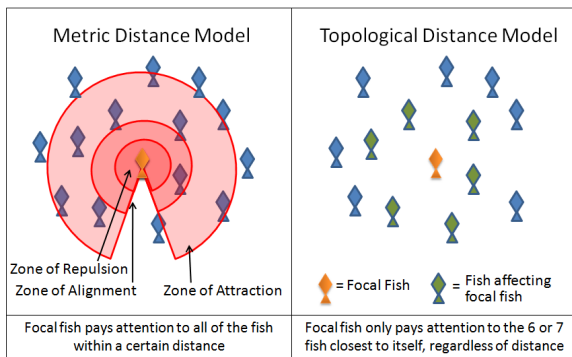 Metric Distance Model
Zone of Repulsion
Zone of Alignment
Zone of Attraction
Focal fish pays attention to all of the fish
within a certain distance
Topological Distance Model
= Focal Fish
= Fish affecting
focal fish
Focal fish only pays attention to the 6 or 7
fish closest to itself, regardless of distance